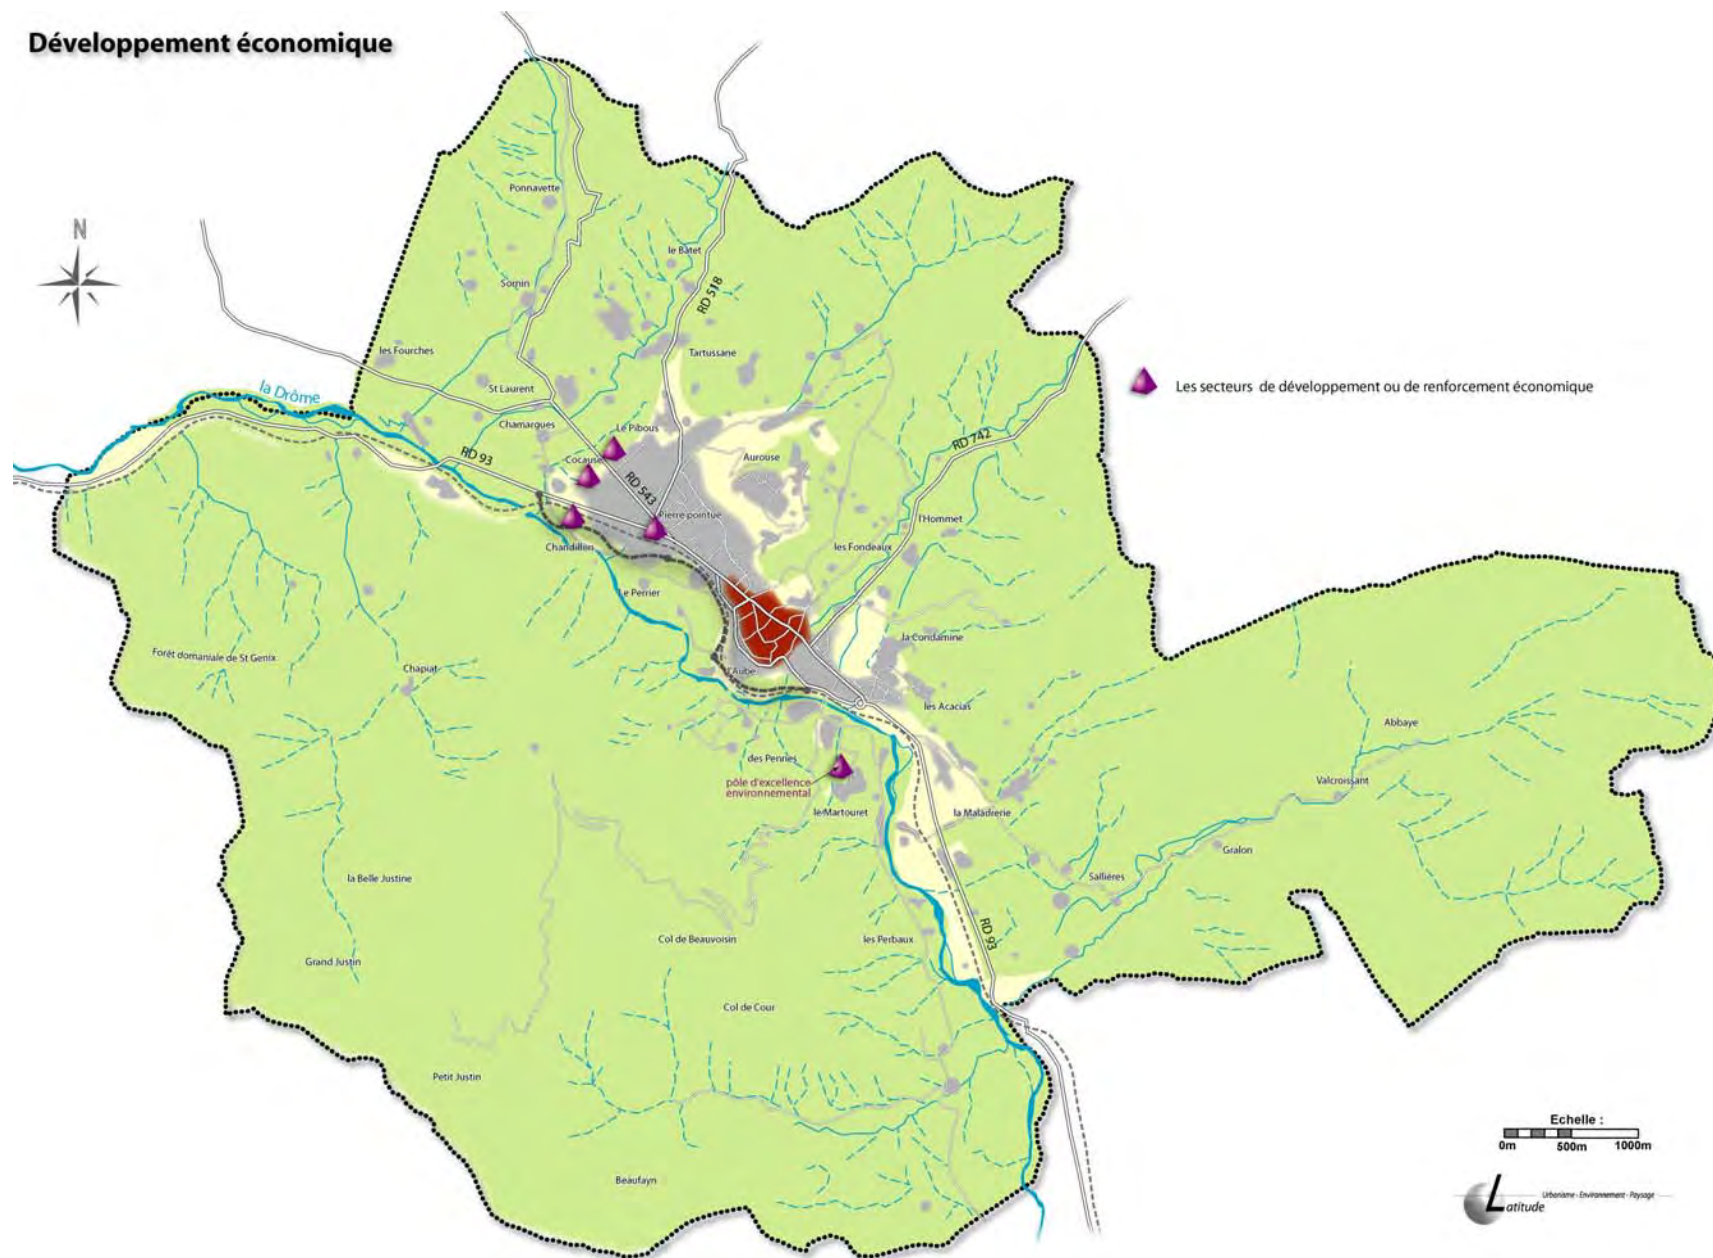 Développement économique
N
Ponnavette
le Bâtet
Sornin
RD 518
les Fourches
Tartussane
la Drôme
St Laurent
Les secteurs de développement ou de renforcement économique
Chamargues
Le Pibous
RD 742
RD 93
Cocause
Aurouse
RD 543
Pierre pointue
l'Hommet
Chandillon
les Fondeaux
Le Perrier
la Condamine
Forêt domaniale de St Genix
Chapiat
l'Aube
les Acacias
Abbaye
des Penries
pôle d'excellence
environnemental
Valcroissant
le Martouret
la Maladrerie
Gralon
la Belle Justine
Sallières
Col de Beauvoisin
les Perbaux
RD 93
Grand Justin
Col de Cour
Petit Justin
Echelle :
0m 500m 1000m
Beaufayn
Latitude
Urbanisme - Environnement - Paysage